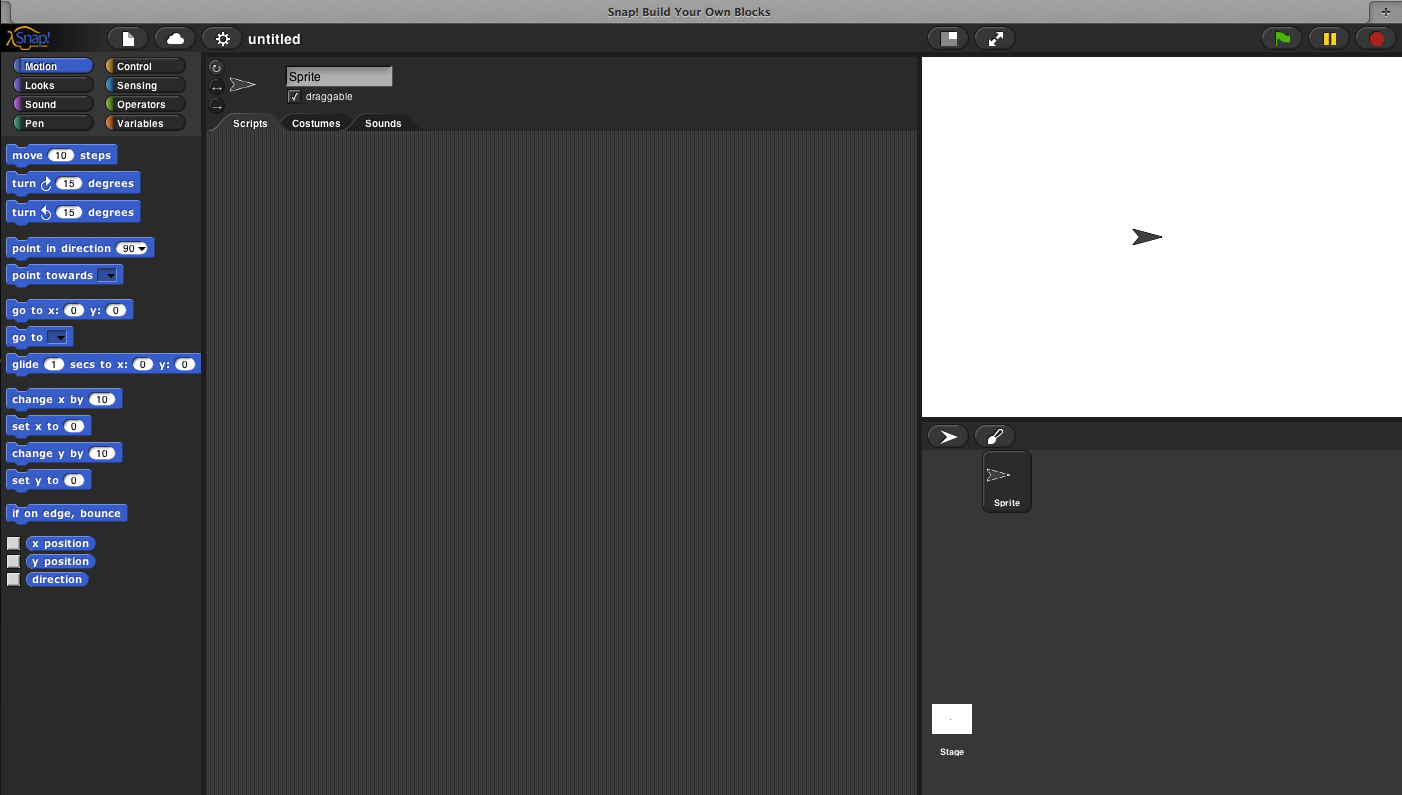 Snap! Build Your Own Blocks
Snap!
untitled
Motion
Control
Looks
Sensing
Sound
Operators
Pen
Variables
Sprite
draggable
Scripts
Costumes
Sounds
move 10 steps
turn 15 degrees
turn 15 degrees
point in direction 90
point towards
go to x: 0 y: 0
go to
glide 1 secs to x: 0 y: 0
change x by 10
set x to 0
change y by 10
set y to 0
if on edge, bounce
x position
y position
direction
Sprite
Stage